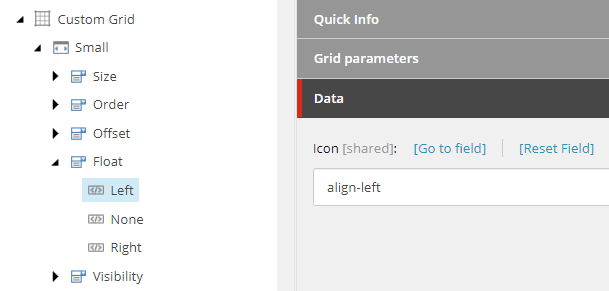 Custom Grid
Small
Size
Order
Offset
Float
Left
None
Right
Visibility
Quick Info
Grid parameters
Data
Icon [shared]: [Go to field] [Reset Field]
align-left